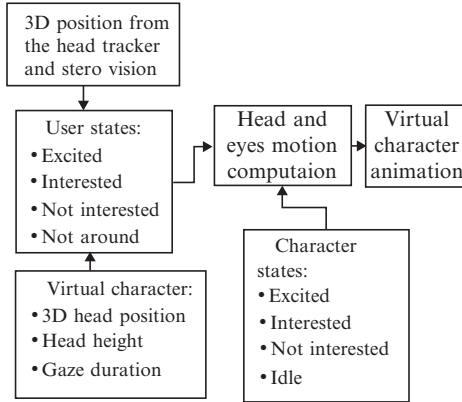 3D position from
the head tracker
and stero vision
User states:
• Excited
• Interested
• Not interested
• Not around
Head and
eyes motion
computaion
Virtual
character
animation
Virtual character:
• 3D head position
• Head height
• Gaze duration
Character
states:
• Excited
• Interested
• Not interested
• Idle